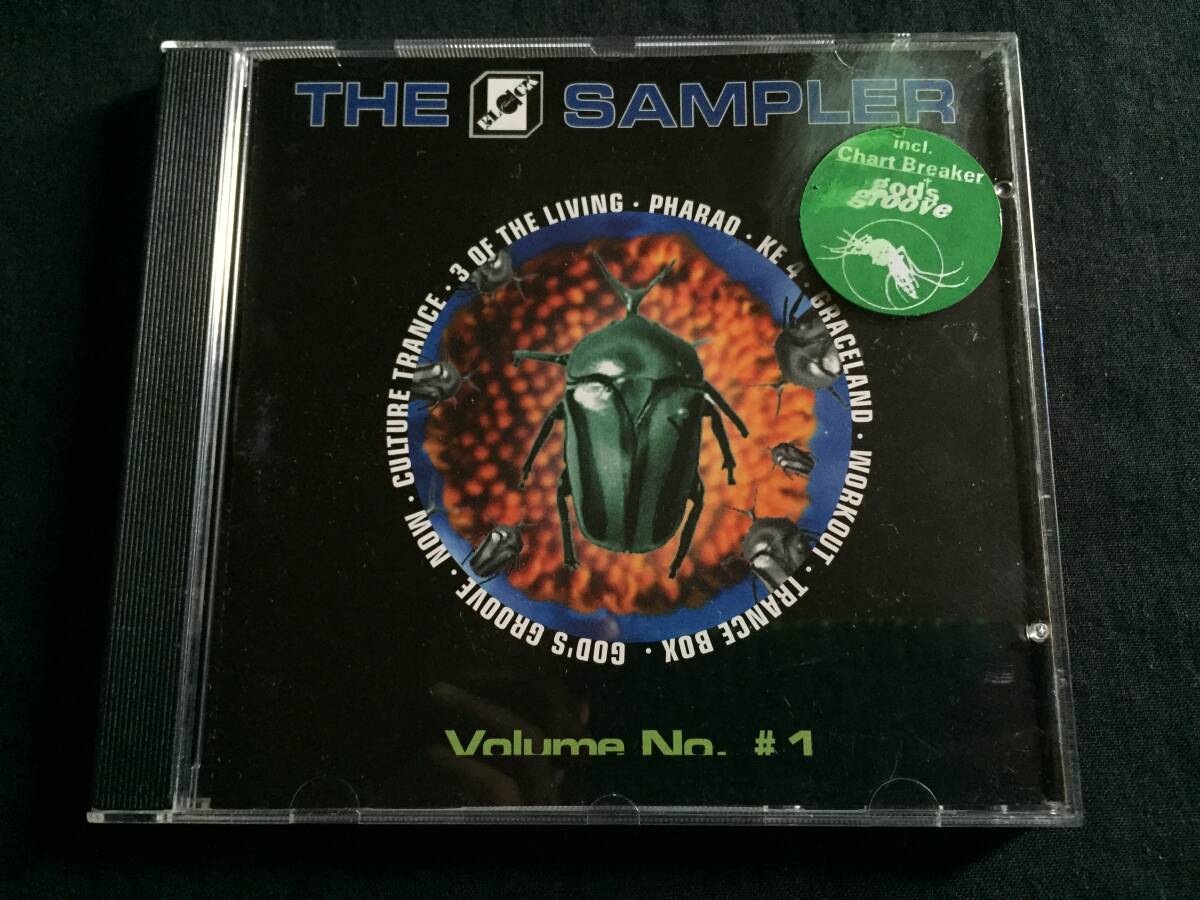 THE BLOCK SAMPLER
incl.
Chart Breaker
god's
groove
3 OF THE LIVING · PHARAO · KE 4 · GRACELAND · WORKOUT · TRANCE BOX · GOD'S GROOVE · NOW · CULTURE TRANCE ·
Volume No. #1